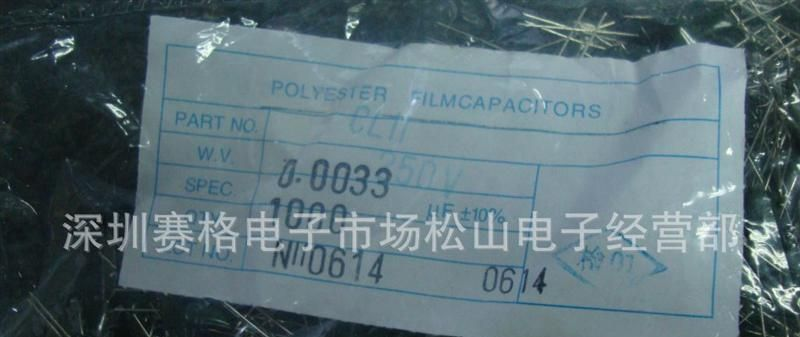 POLYESTER FILMCAPACITORS
PART NO. CL11
W.V. 250V
SPEC. 0.0033 μF ±10%
1000
深圳赛格电子市场松山电子经营部
NO. 0614 0614